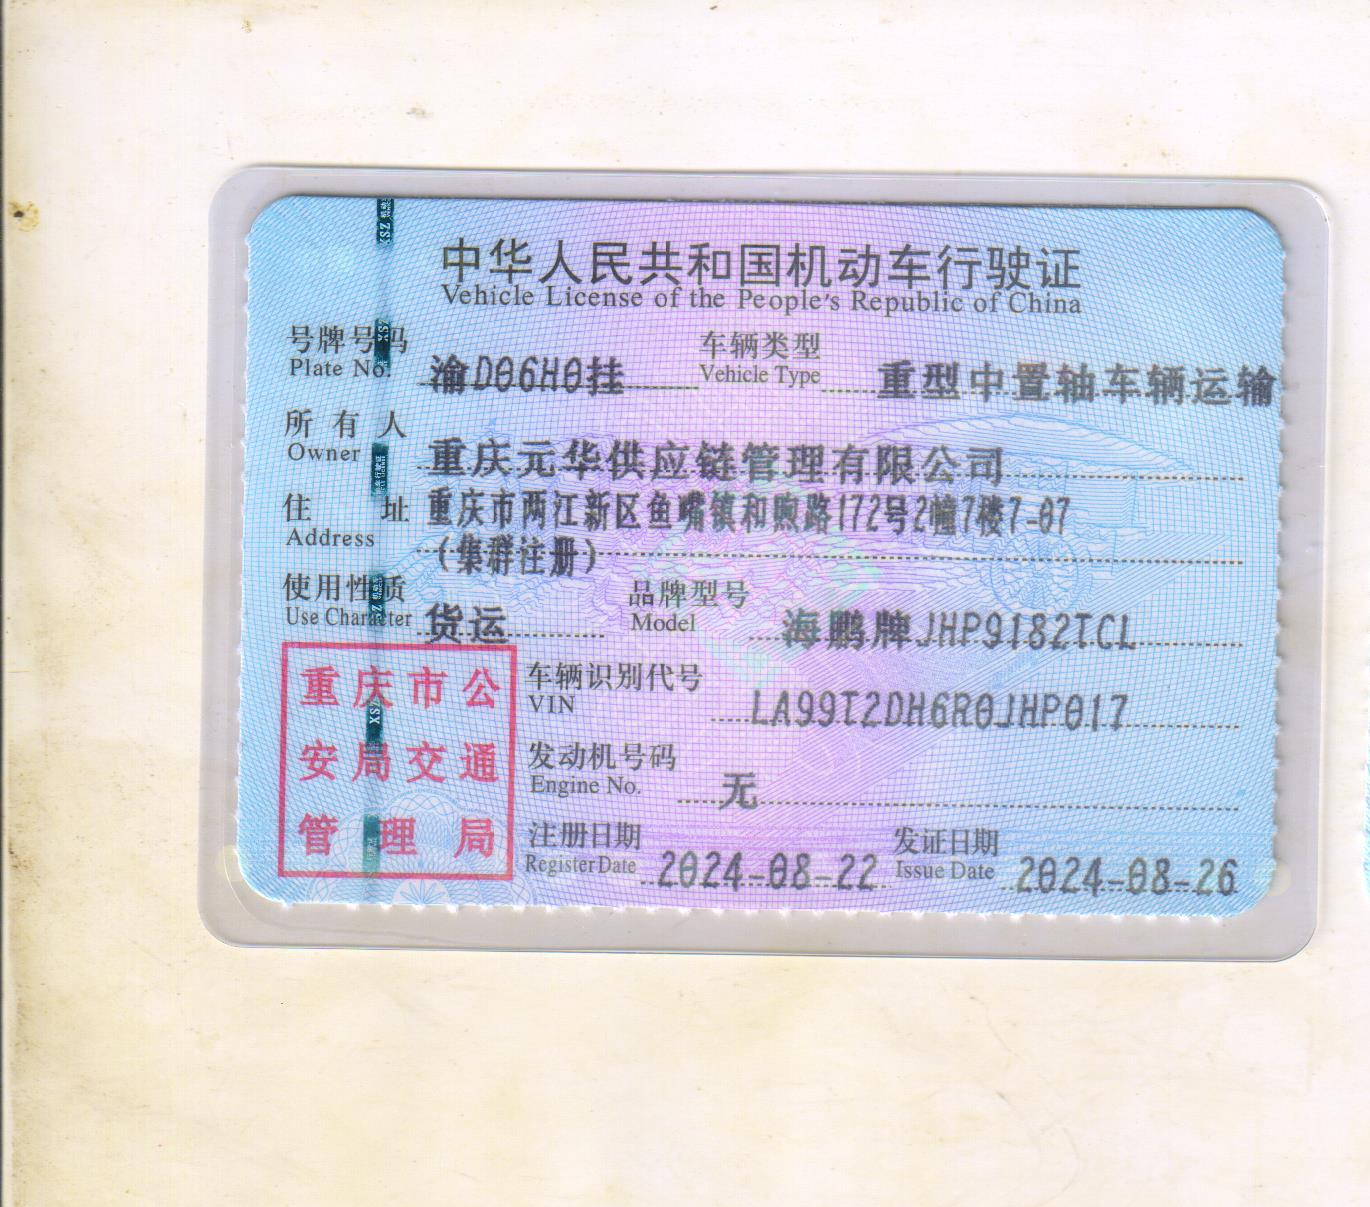 中华人民共和国机动车行驶证
Vehicle License of the People's Republic of China
号牌号码 渝D06H0挂 车辆类型 重型中置轴车辆运输
Plate No. Vehicle Type
所有人 重庆元华供应链管理有限公司
Owner
住址 重庆市两江新区鱼嘴镇和煦路172号2幢7楼7-07
Address (集群注册)
使用性质 货运 品牌型号 海鹏牌JHP9182TCL
Use Character Model
车辆识别代号 LA99T2DH6R0JHP017
VIN
发动机号码 无
Engine No.
注册日期 2024-08-22 发证日期 2024-08-26
Register Date Issue Date
重庆市公
安局交通
管理局